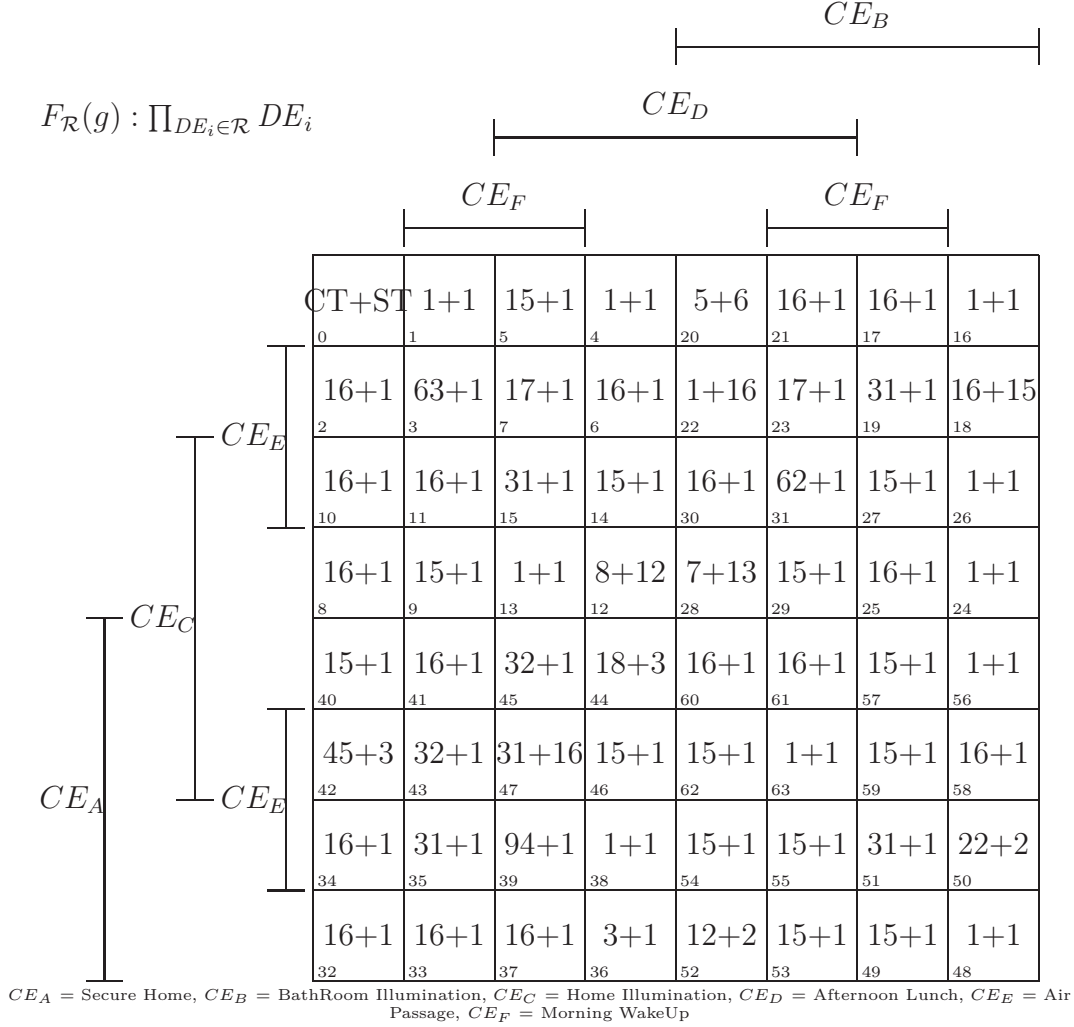 CE_B
F_R(g) : ∏_{DE_i∈R} DE_i
CE_D
CE_F CE_F
CT+ST 1+1 15+1 1+1 5+6 16+1 16+1 1+1
0 1 5 4 20 21 17 16
16+1 63+1 17+1 16+1 1+16 17+1 31+1 16+15
2 3 7 6 22 23 19 18
CE_E
16+1 16+1 31+1 15+1 16+1 62+1 15+1 1+1
10 11 15 14 30 31 27 26
16+1 15+1 1+1 8+12 7+13 15+1 16+1 1+1
8 9 13 12 28 29 25 24
CE_C
15+1 16+1 32+1 18+3 16+1 16+1 15+1 1+1
40 41 45 44 60 61 57 56
45+3 32+1 31+16 15+1 15+1 1+1 15+1 16+1
42 43 47 46 62 63 59 58
CE_A CE_E
16+1 31+1 94+1 1+1 15+1 15+1 31+1 22+2
34 35 39 38 54 55 51 50
16+1 16+1 16+1 3+1 12+2 15+1 15+1 1+1
32 33 37 36 52 53 49 48
CE_A = Secure Home, CE_B = BathRoom Illumination, CE_C = Home Illumination, CE_D = Afternoon Lunch, CE_E = Air
Passage, CE_F = Morning WakeUp